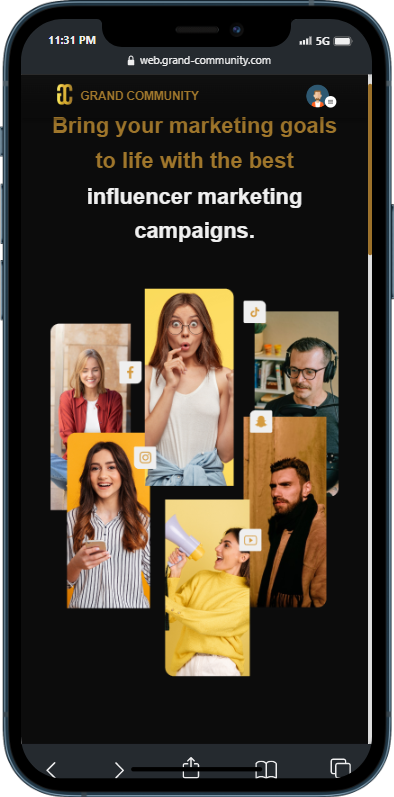 11:31 PM
5G
web.grand-community.com
GRAND COMMUNITY
Bring your marketing goals
to life with the best
influencer marketing
campaigns.